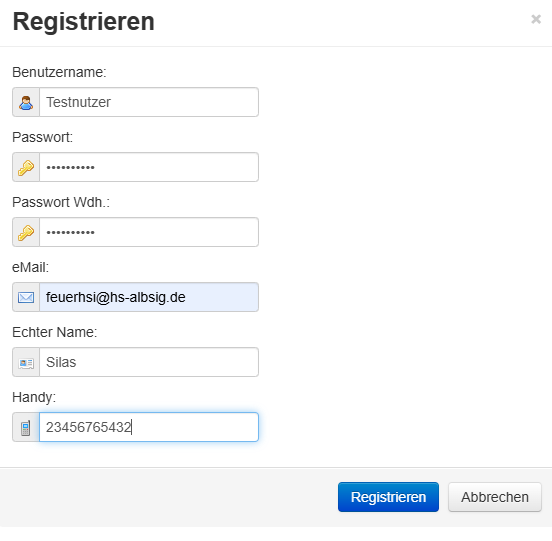 Registrieren ×
Benutzername:
Testnutzer
Passwort:
••••••••••
Passwort Wdh.:
••••••••••
eMail:
feuerhsi@hs-albsig.de
Echter Name:
Silas
Handy:
23456765432
Registrieren Abbrechen